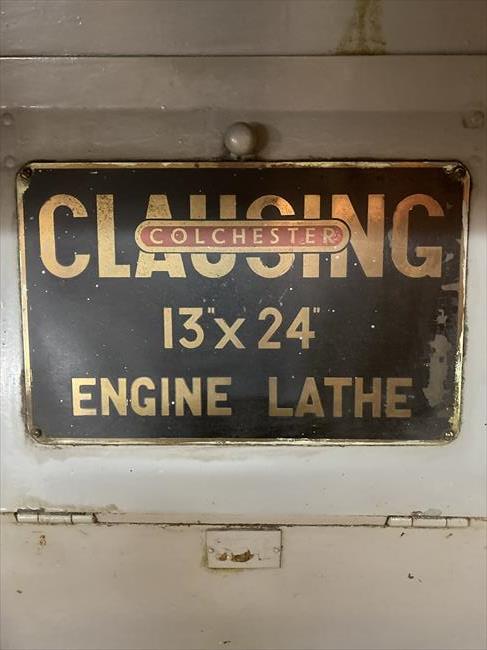 CLAUSING
COLCHESTER
13"x 24"
ENGINE LATHE